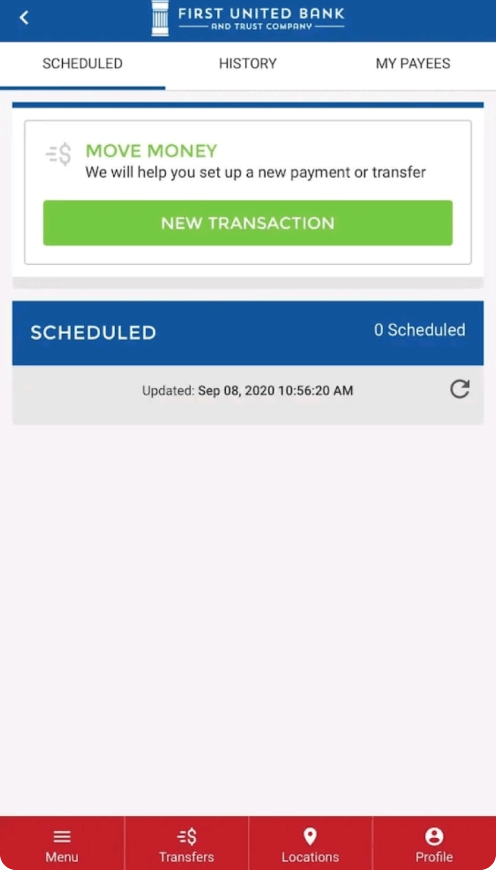 FIRST UNITED BANK
AND TRUST COMPANY
SCHEDULED HISTORY MY PAYEES
MOVE MONEY
We will help you set up a new payment or transfer
NEW TRANSACTION
SCHEDULED 0 Scheduled
Updated: Sep 08, 2020 10:56:20 AM
Menu Transfers Locations Profile